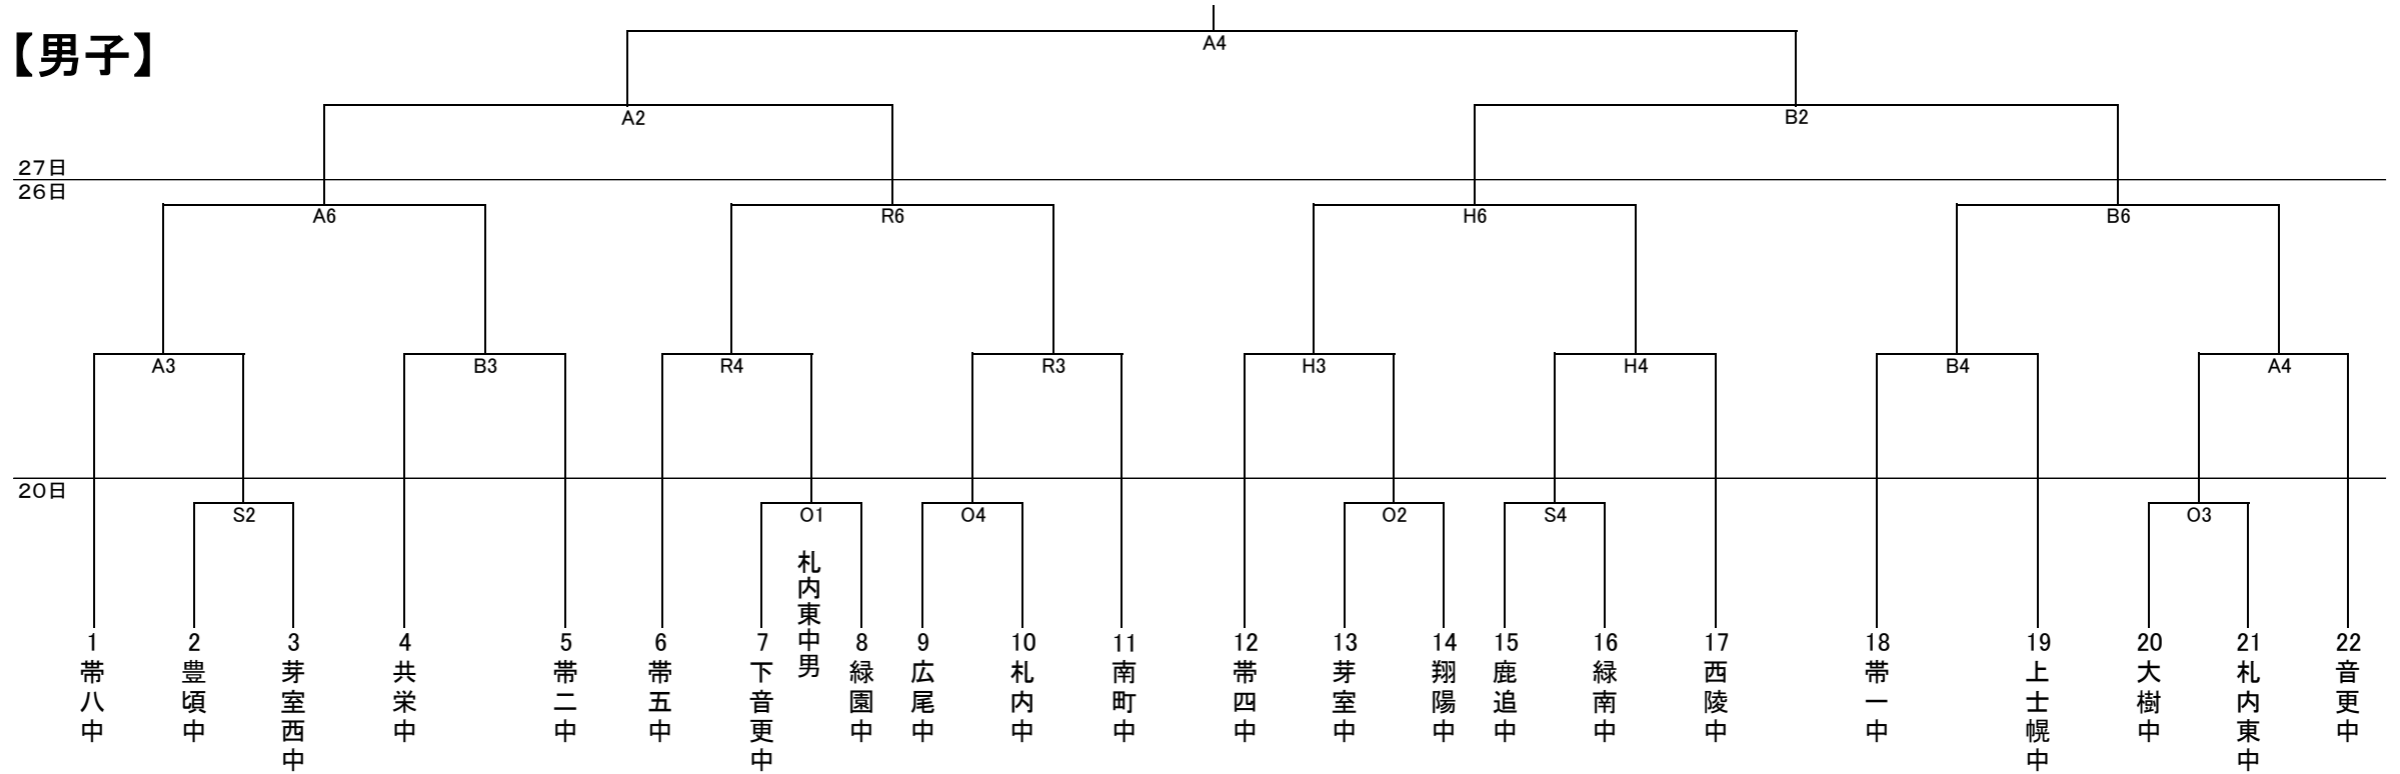 【男子】
A4
A2
B2
27日
26日
A6
R6
H6
B6
A3
B3
R4
R3
H3
H4
B4
A4
20日
S2
O1
O4
O2
S4
O3
札内東中男
1
帯八中
2
豊頃中
3
芽室西中
4
共栄中
5
帯二中
6
帯五中
7
下音更中
8
緑園中
9
広尾中
10
札内中
11
南町中
12
帯四中
13
芽室中
14
翔陽中
15
鹿追中
16
緑南中
17
西陵中
18
帯一中
19
上士幌中
20
大樹中
21
札内東中
22
音更中